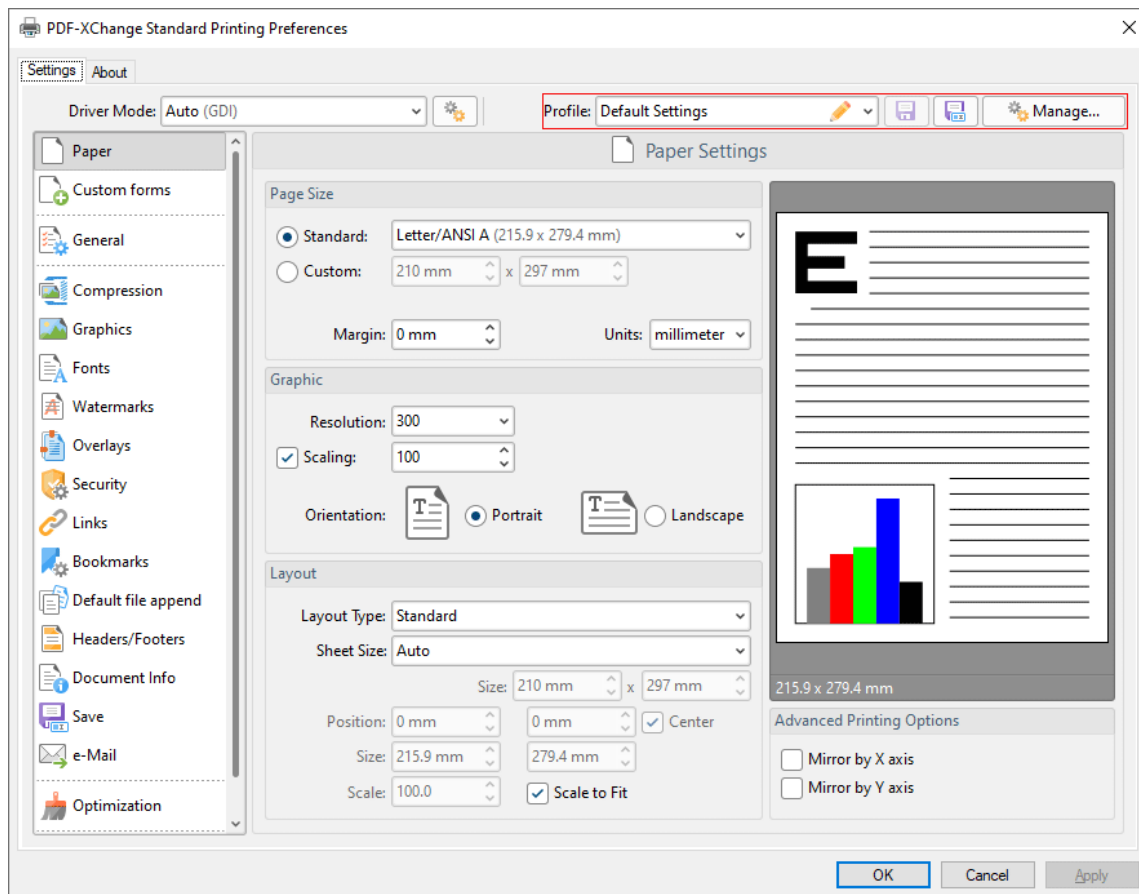 PDF-XChange Standard Printing Preferences
Settings About
Driver Mode: Auto (GDI) Profile: Default Settings Manage...
Paper
Custom forms
General
Compression
Graphics
Fonts
Watermarks
Overlays
Security
Links
Bookmarks
Default file append
Headers/Footers
Document Info
Save
e-Mail
Optimization
Paper Settings
Page Size
Standard: Letter/ANSI A (215.9 x 279.4 mm)
Custom: 210 mm x 297 mm
Margin: 0 mm Units: millimeter
Graphic
Resolution: 300
Scaling: 100
Orientation: T Portrait T Landscape
Layout
Layout Type: Standard
Sheet Size: Auto
Size: 210 mm x 297 mm
Position: 0 mm 0 mm Center
Size: 215.9 mm 279.4 mm
Scale: 100.0 Scale to Fit
E
215.9 x 279.4 mm
Advanced Printing Options
Mirror by X axis
Mirror by Y axis
OK Cancel Apply